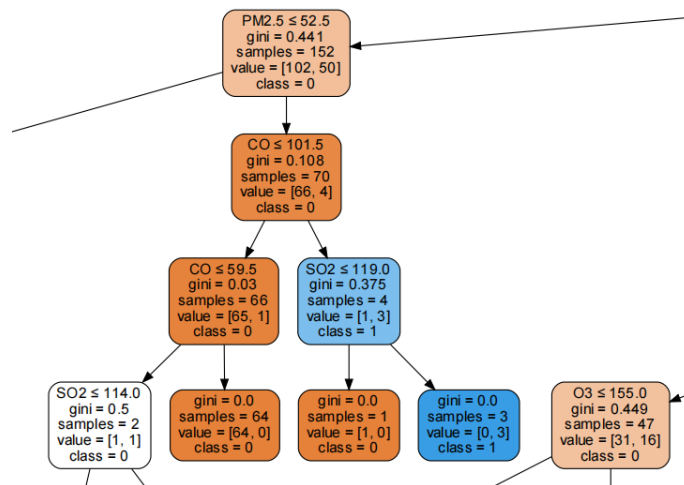 PM2.5 ≤ 52.5
gini = 0.441
samples = 152
value = [102, 50]
class = 0
CO ≤ 101.5
gini = 0.108
samples = 70
value = [66, 4]
class = 0
CO ≤ 59.5
gini = 0.03
samples = 66
value = [65, 1]
class = 0
SO2 ≤ 119.0
gini = 0.375
samples = 4
value = [1, 3]
class = 1
SO2 ≤ 114.0
gini = 0.5
samples = 2
value = [1, 1]
class = 0
gini = 0.0
samples = 64
value = [64, 0]
class = 0
gini = 0.0
samples = 1
value = [1, 0]
class = 0
gini = 0.0
samples = 3
value = [0, 3]
class = 1
O3 ≤ 155.0
gini = 0.449
samples = 47
value = [31, 16]
class = 0